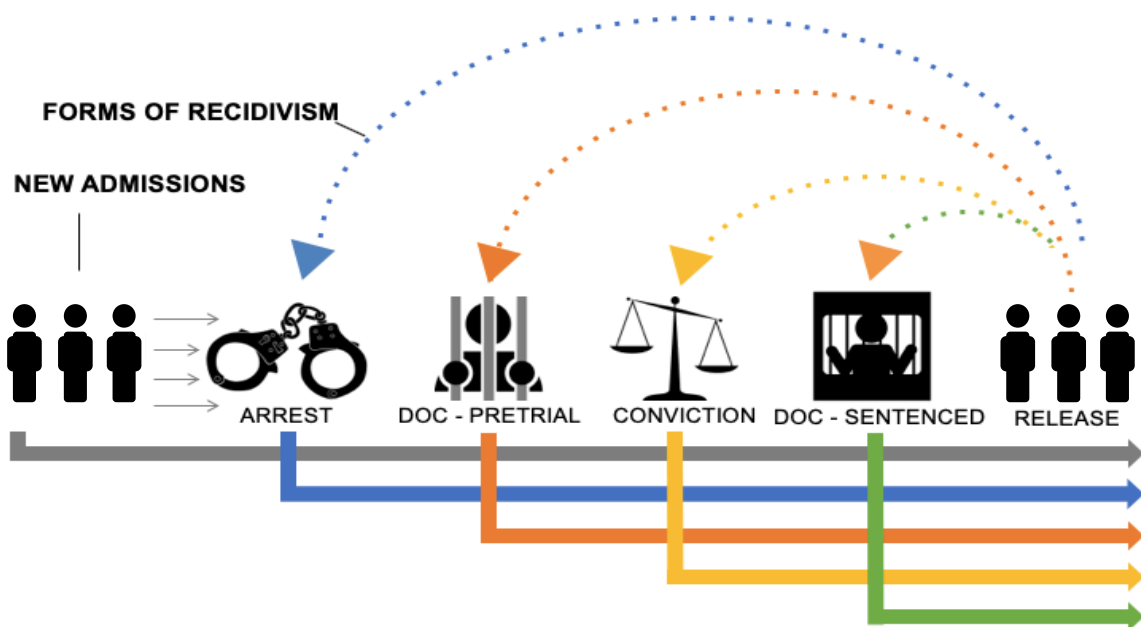 FORMS OF RECIDIVISM
NEW ADMISSIONS
ARREST
DOC - PRETRIAL
CONVICTION
DOC - SENTENCED
RELEASE